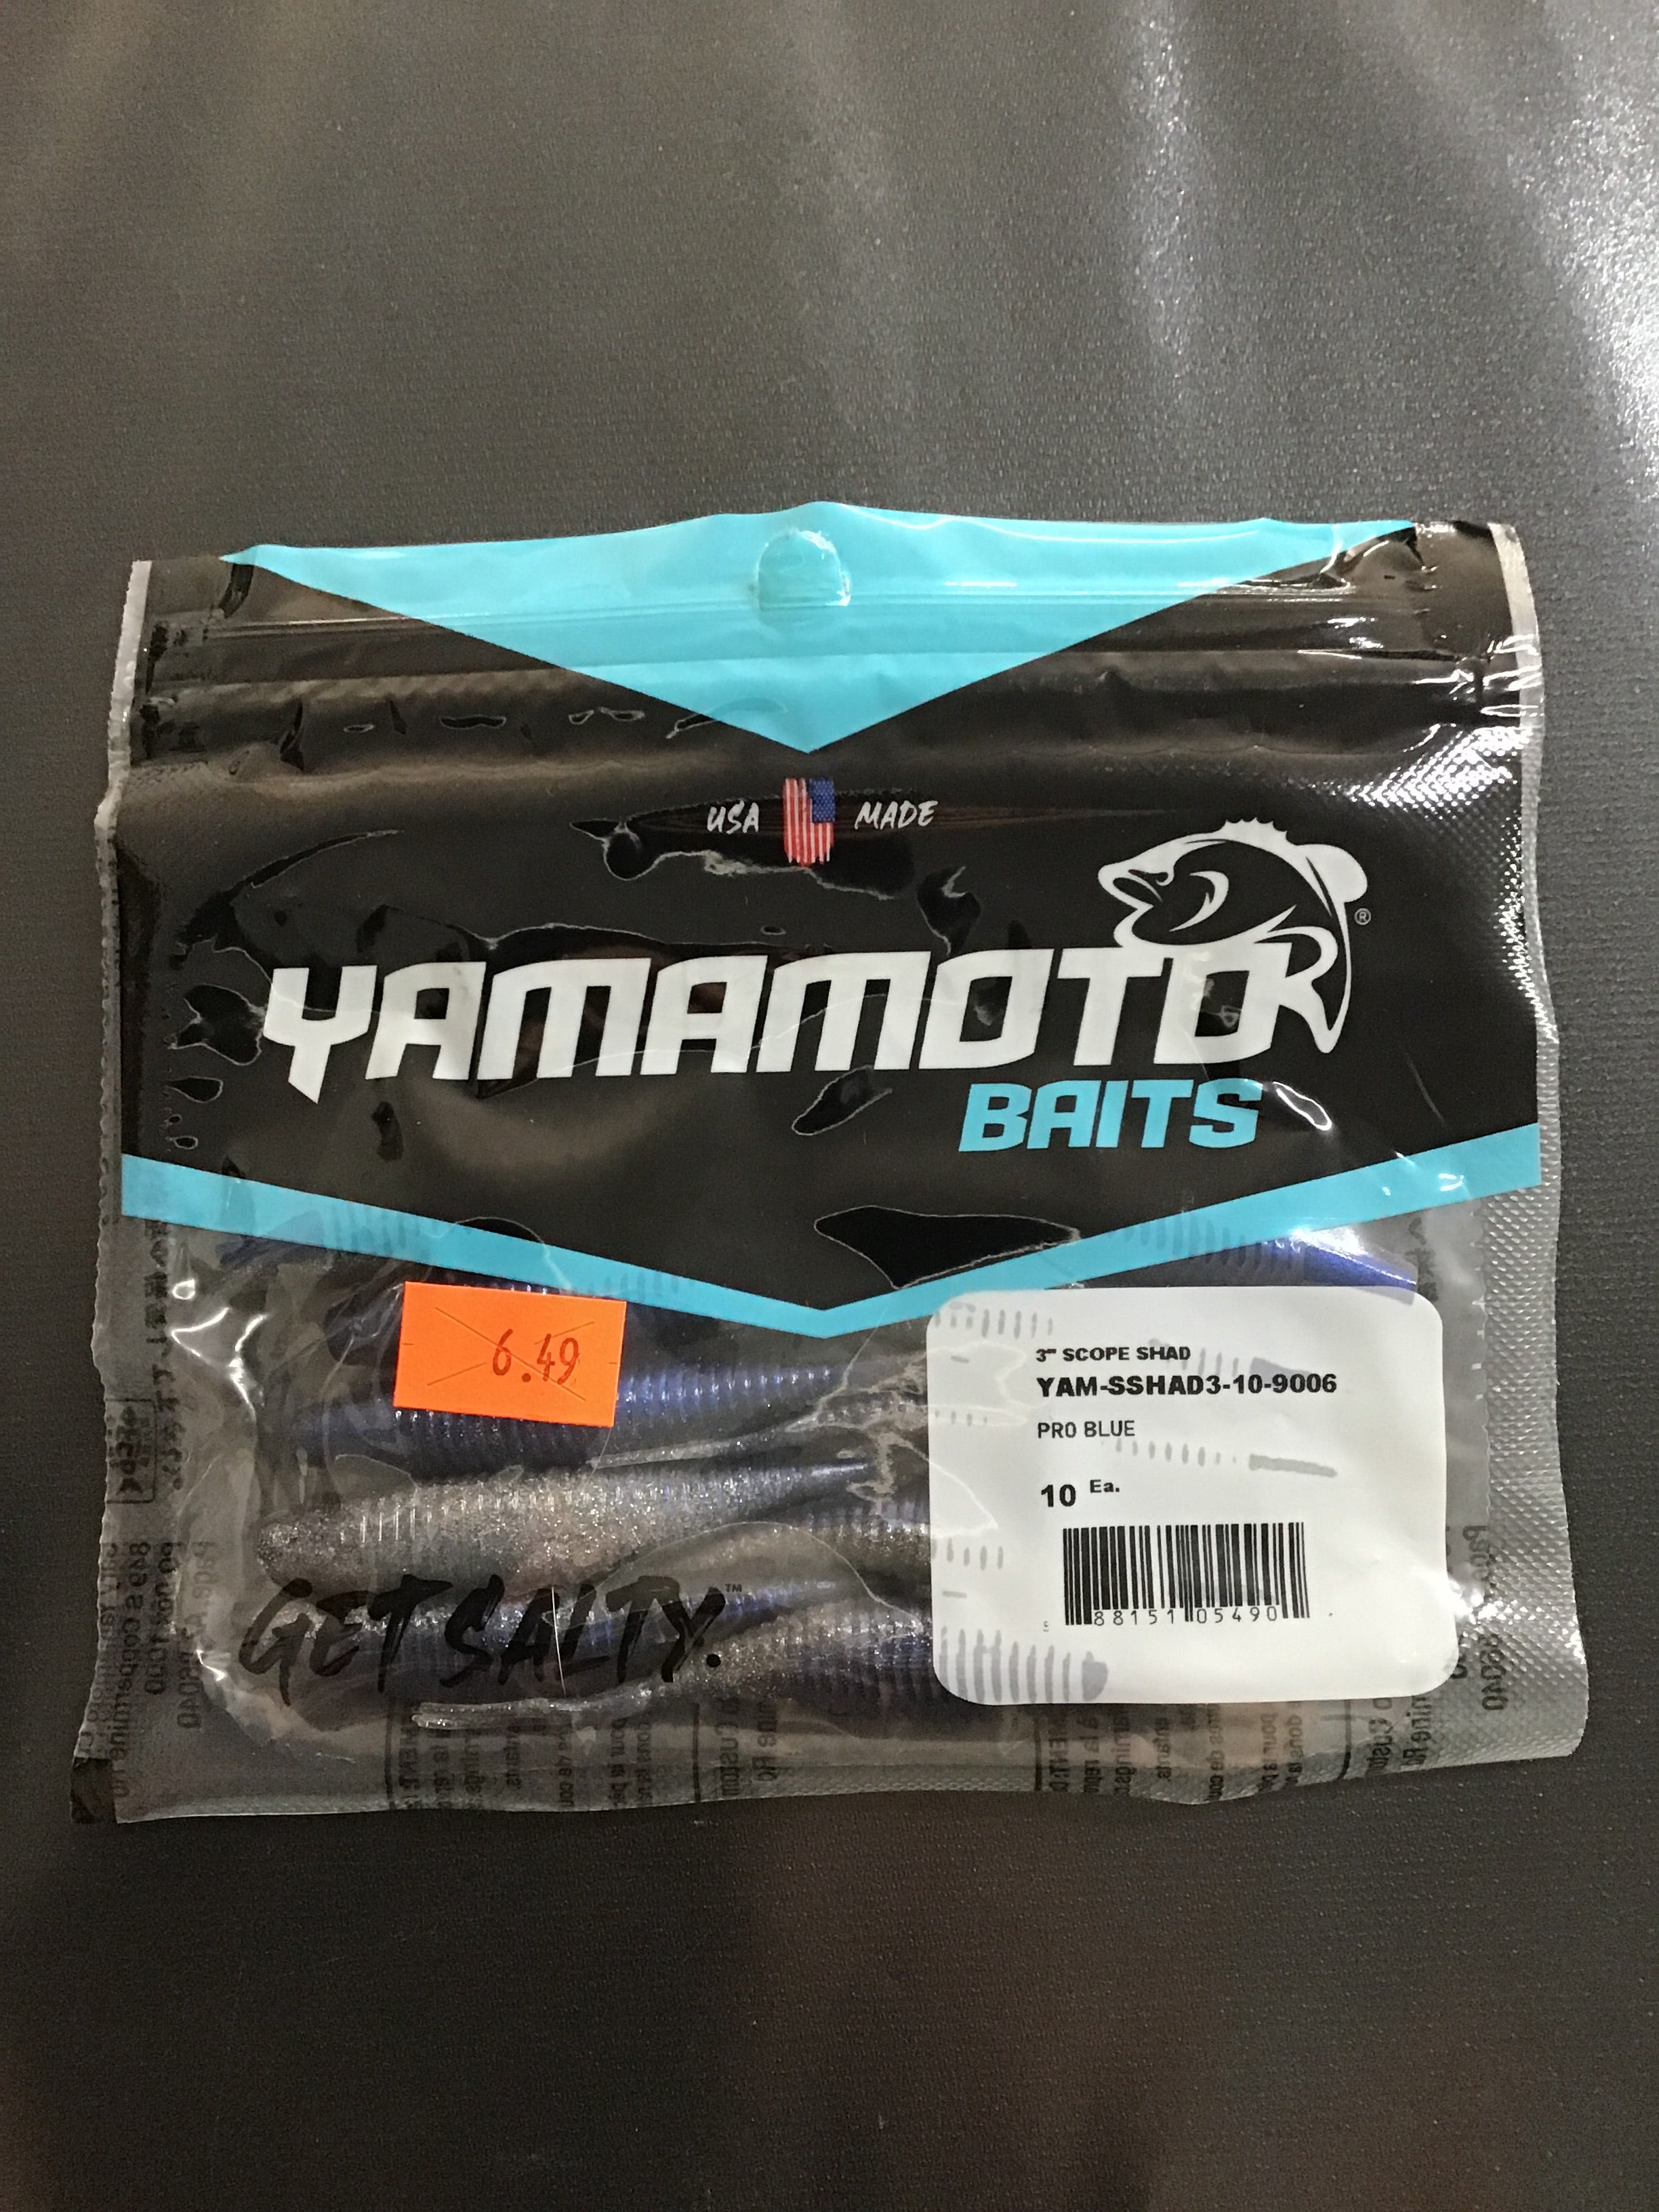 USA MADE
YAMAMOTO
®
BAITS
6.49
3" SCOPE SHAD
YAM-SSHAD3-10-9006
PRO BLUE
10 Ea.
88151 05490
GET SALTY.™